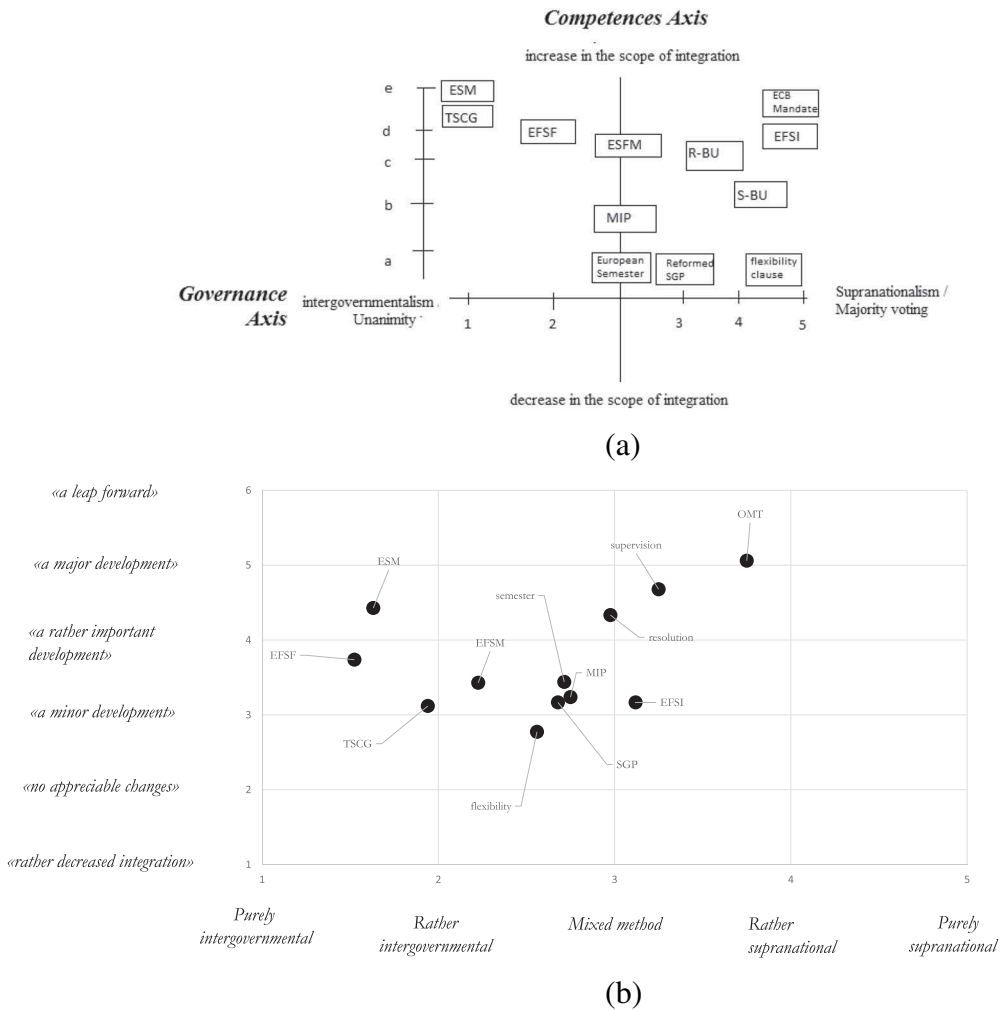 Competences Axis
increase in the scope of integration
e
ESM
ECB
Mandate
TSCG
d
EFSF
EFSI
ESFM
R-BU
c
S-BU
b
MIP
a
European
Semester
Reformed
SGP
flexibility
clause
Governance
Axis
intergovernmentalism /
Unanimity
Supranationalism /
Majority voting
1
2
3
4
5
decrease in the scope of integration
(a)
«a leap forward»
6
OMT
supervision
«a major development»
5
ESM
semester
resolution
«a rather important
development»
4
EFSM
EFSF
MIP
EFSI
«a minor development»
3
TSCG
SGP
«no appreciable changes»
2
flexibility
«rather decreased integration»
1
1
2
3
4
5
Purely
intergovernmental
Rather
intergovernmental
Mixed method
Rather
supranational
Purely
supranational
(b)